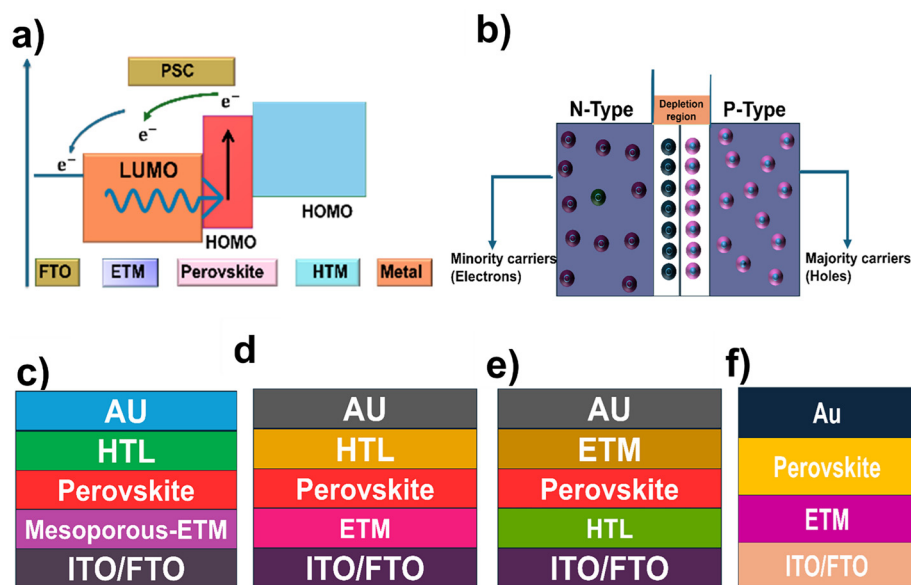 a)
PSC
e⁻
e⁻
e⁻
LUMO
HOMO
HOMO
FTO
ETM
Perovskite
HTM
Metal
b)
N-Type
Depletion
region
P-Type
Minority carriers
(Electrons)
Majority carriers
(Holes)
c)
AU
HTL
Perovskite
Mesoporous-ETM
ITO/FTO
d
AU
HTL
Perovskite
ETM
ITO/FTO
e)
AU
ETM
Perovskite
HTL
ITO/FTO
f)
Au
Perovskite
ETM
ITO/FTO